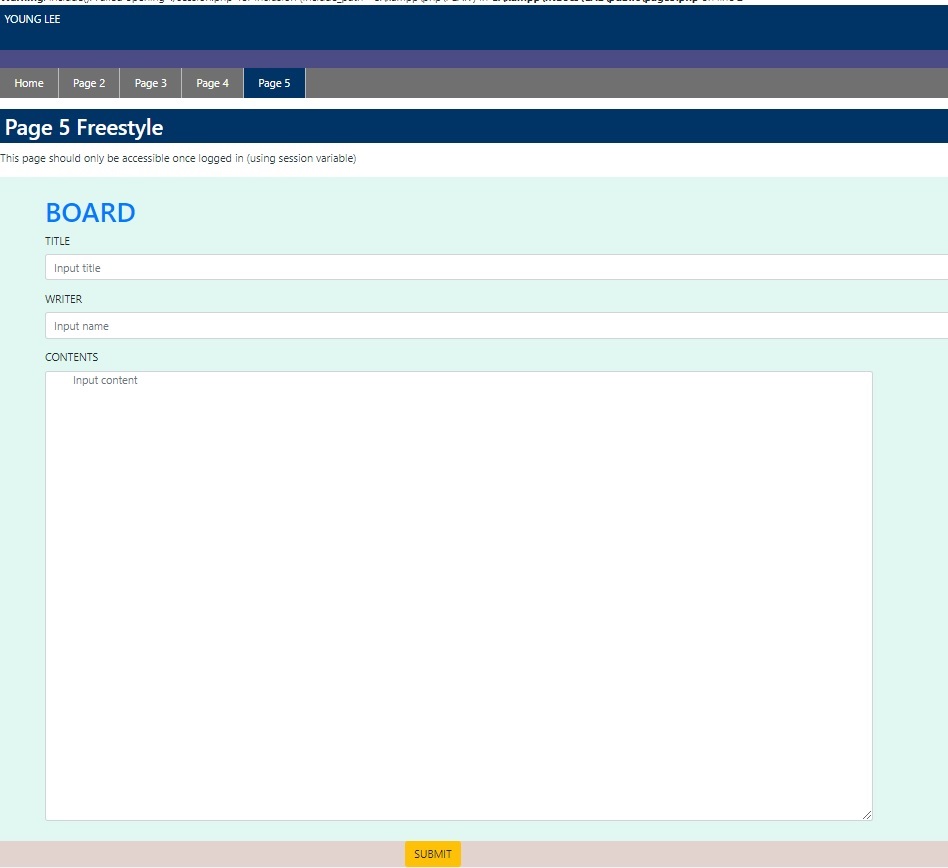 YOUNG LEE
Home Page 2 Page 3 Page 4 Page 5
Page 5 Freestyle
This page should only be accessible once logged in (using session variable)
BOARD
TITLE
Input title
WRITER
Input name
CONTENTS
Input content
SUBMIT